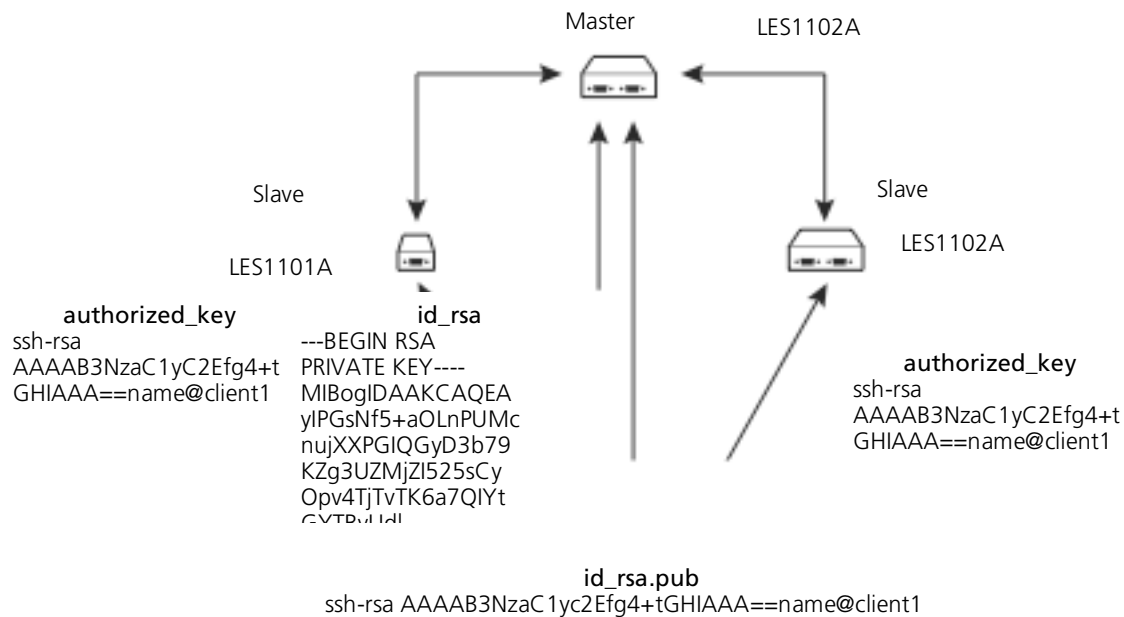 Master
LES1102A
Slave
Slave
LES1102A
LES1101A
authorized_key
ssh-rsa
AAAAB3NzaC1yC2Efg4+t
GHIAAA==name@client1
id_rsa
---BEGIN RSA
PRIVATE KEY----
MIBogIDAAKCAQEA
yIPGsNf5+aOLnPUMc
nujXXPGIQGyD3b79
KZg3UZMjZI525sCy
Opv4TjTvTK6a7QIYt
authorized_key
ssh-rsa
AAAAB3NzaC1yC2Efg4+t
GHIAAA==name@client1
id_rsa.pub
ssh-rsa AAAAB3NzaC1yc2Efg4+tGHIAAA==name@client1